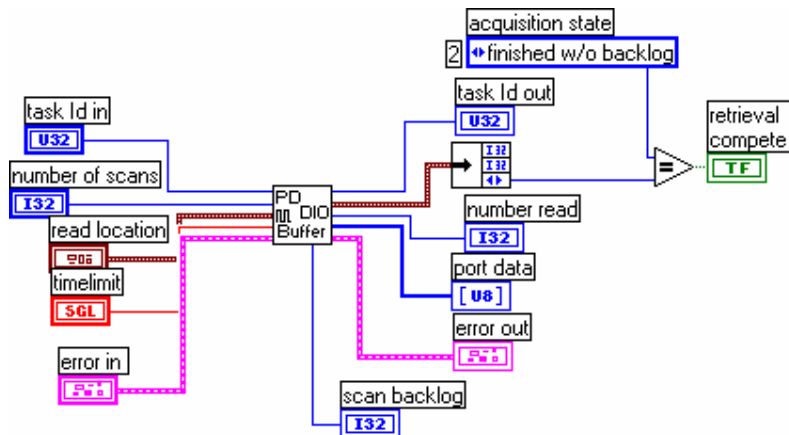 acquisition state
2 finished w/o backlog
task Id in
U32
task Id out
U32
retrieval
compete
TF
I32
I32
=
number of scans
I32
PD
DIO
Buffer
number read
I32
read location
timelimit
SGL
port data
[U8]
error in
error out
scan backlog
I32